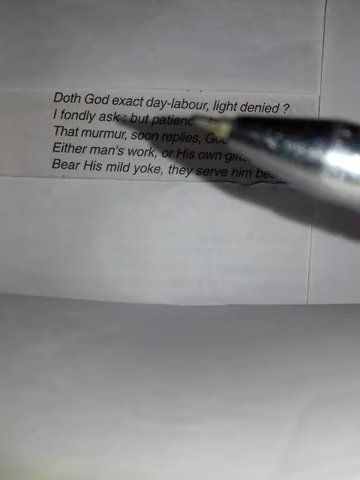 Doth God exact day-labour, light denied ?
I fondly ask : but patienc
That murmur, soon replies,
Either man's work, or His own
Bear His mild yoke, they serve him